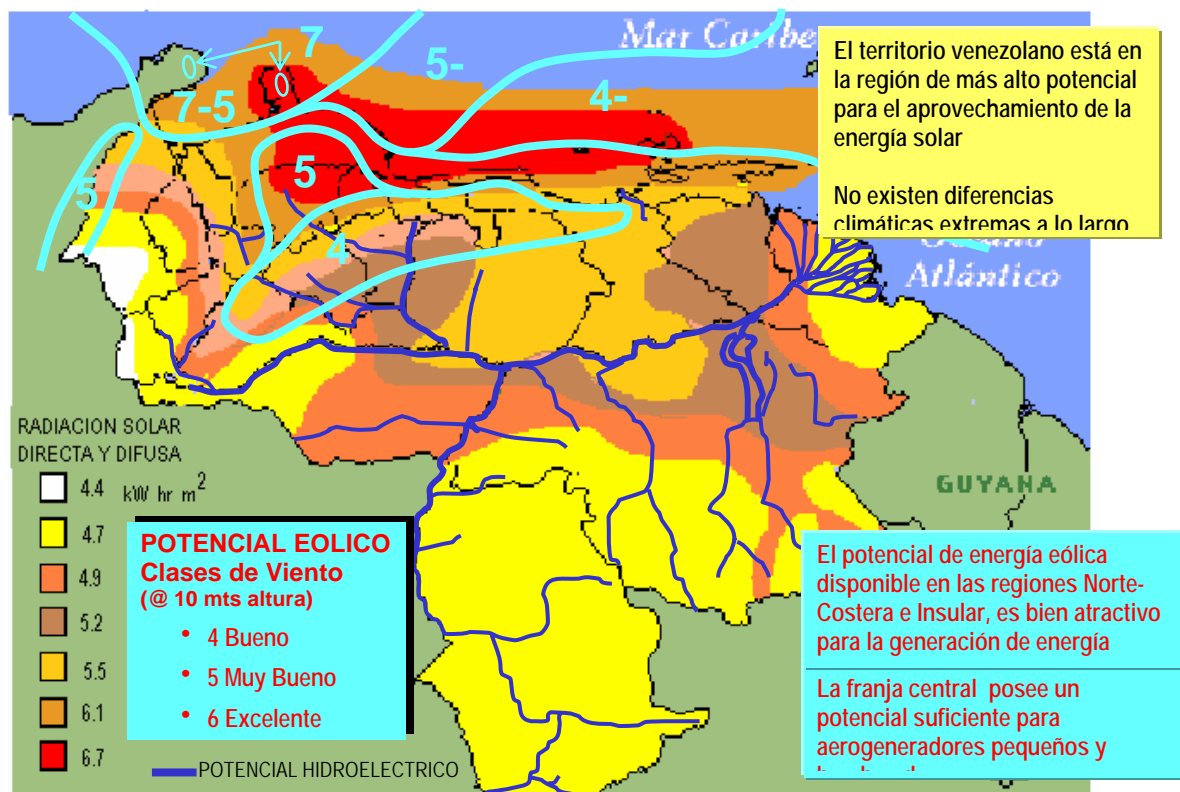 7
Mar Caribe
5-
7-5
4-
5
5
4
El territorio venezolano está en
la región de más alto potencial
para el aprovechamiento de la
energía solar
No existen diferencias
climáticas extremas a lo largo
Océano
Atlántico
GUYANA
RADIACION SOLAR
DIRECTA Y DIFUSA
4.4 kW hr m²
4.7
4.9
5.2
5.5
6.1
6.7
POTENCIAL EOLICO
Clases de Viento
(@ 10 mts altura)
• 4 Bueno
• 5 Muy Bueno
• 6 Excelente
POTENCIAL HIDROELECTRICO
El potencial de energía eólica
disponible en las regiones Norte-
Costera e Insular, es bien atractivo
para la generación de energía
La franja central posee un
potencial suficiente para
aerogeneradores pequeños y